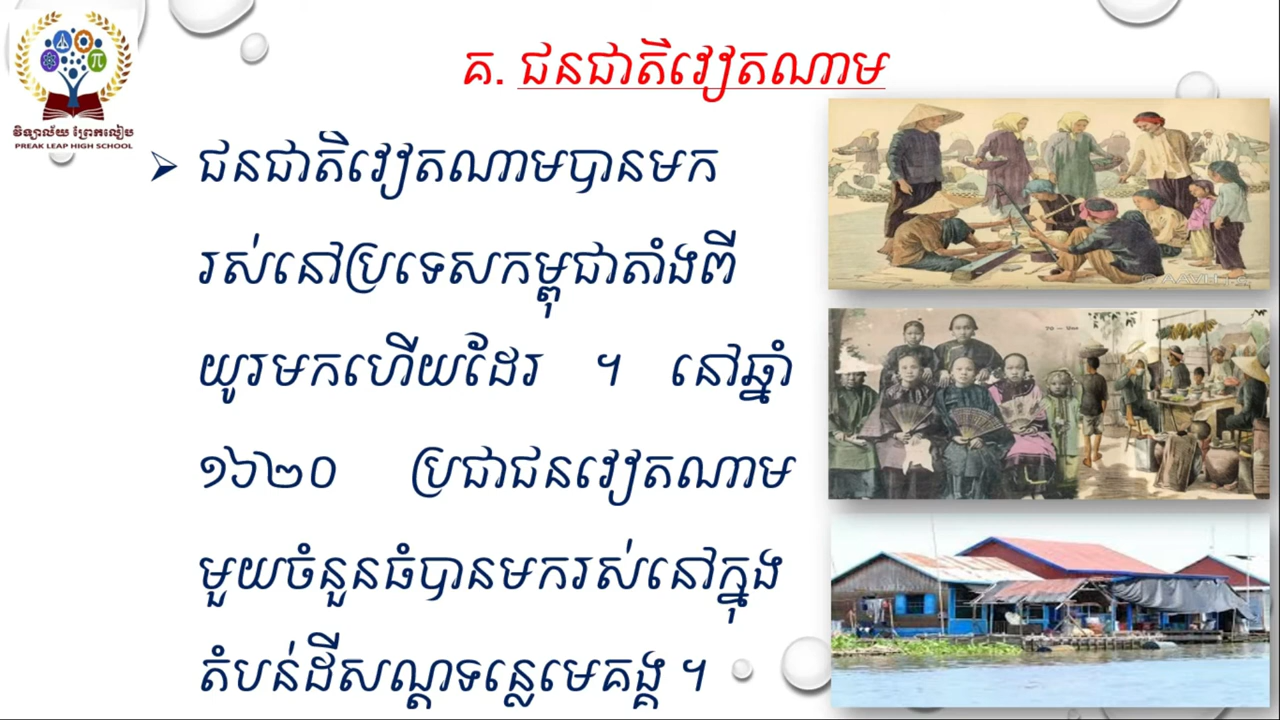 វិទ្យាល័យ ព្រែកលៀប
PREAK LEAP HIGH SCHOOL
គ. ជនជាតិវៀតណាម
➢ ជនជាតិវៀតណាមបានមក
រស់នៅប្រទេសកម្ពុជាតាំងពី
យូរមកហើយដែរ ។ នៅឆ្នាំ
១៦២០ ប្រជាជនវៀតណាម
មួយចំនួនធំបានមករស់នៅក្នុង
តំបន់ដីសណ្តទន្លេមេគង្គ ។